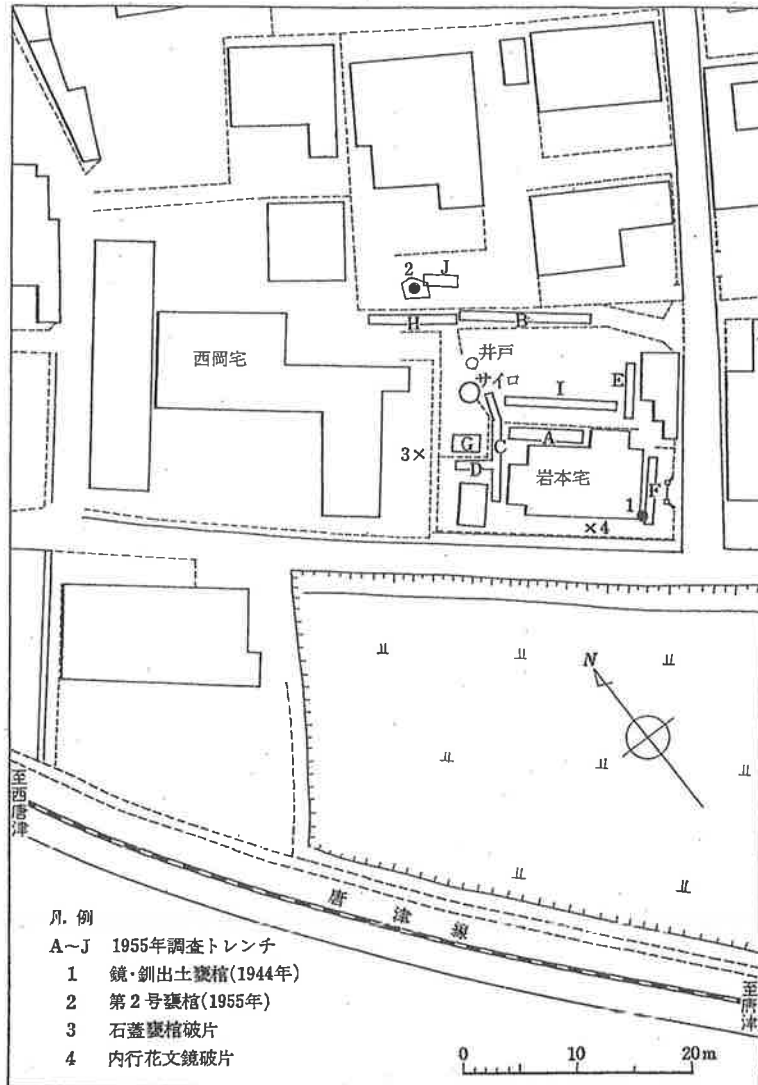 2
J
H
B
西岡宅
井戸
サイロ
E
I
G
C
A
3×
D
岩本宅
F
1
×4
N
至西唐津
唐津線
至唐津
凡例
A~J 1955年調査トレンチ
1 鏡・釧出土甕棺(1944年)
2 第2号甕棺(1955年)
3 石蓋甕棺破片
4 内行花文鏡破片
0 10 20m